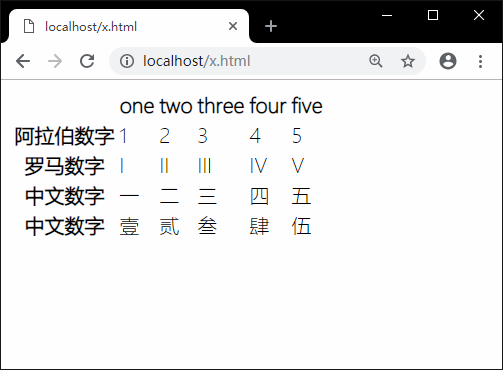 localhost/x.html
localhost/x.html
one two three four five
阿拉伯数字 1 2 3 4 5
罗马数字 I II III IV V
中文数字 一 二 三 四 五
中文数字 壹 贰 叁 肆 伍